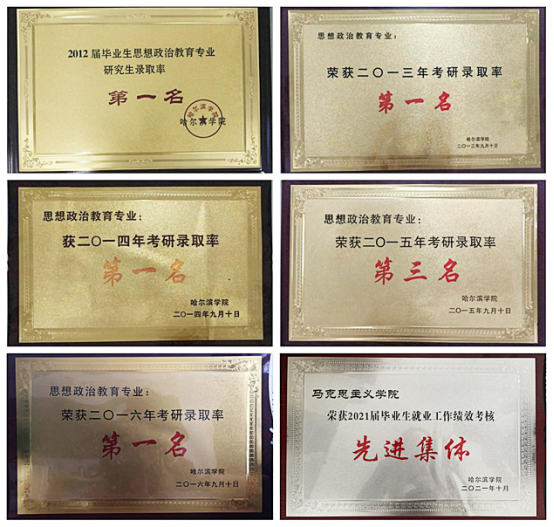 2012 届毕业生思想政治教育专业
研究生录取率
第一名
哈尔滨学院
哈尔滨学院
思想政治教育专业：
荣获二〇一三年考研录取率
第一名
哈尔滨学院
二〇一三年九月十日
思想政治教育专业：
获二〇一四年考研录取率
第一名
哈尔滨学院
二〇一四年九月十日
思想政治教育专业：
荣获二〇一五年考研录取率
第三名
哈尔滨学院
二〇一五年九月十日
思想政治教育专业：
荣获二〇一六年考研录取率
第一名
哈尔滨学院
二〇一六年九月十日
马克思主义学院
荣获2021届毕业生就业工作绩效考核
先进集体
哈尔滨学院
二〇二一年十月